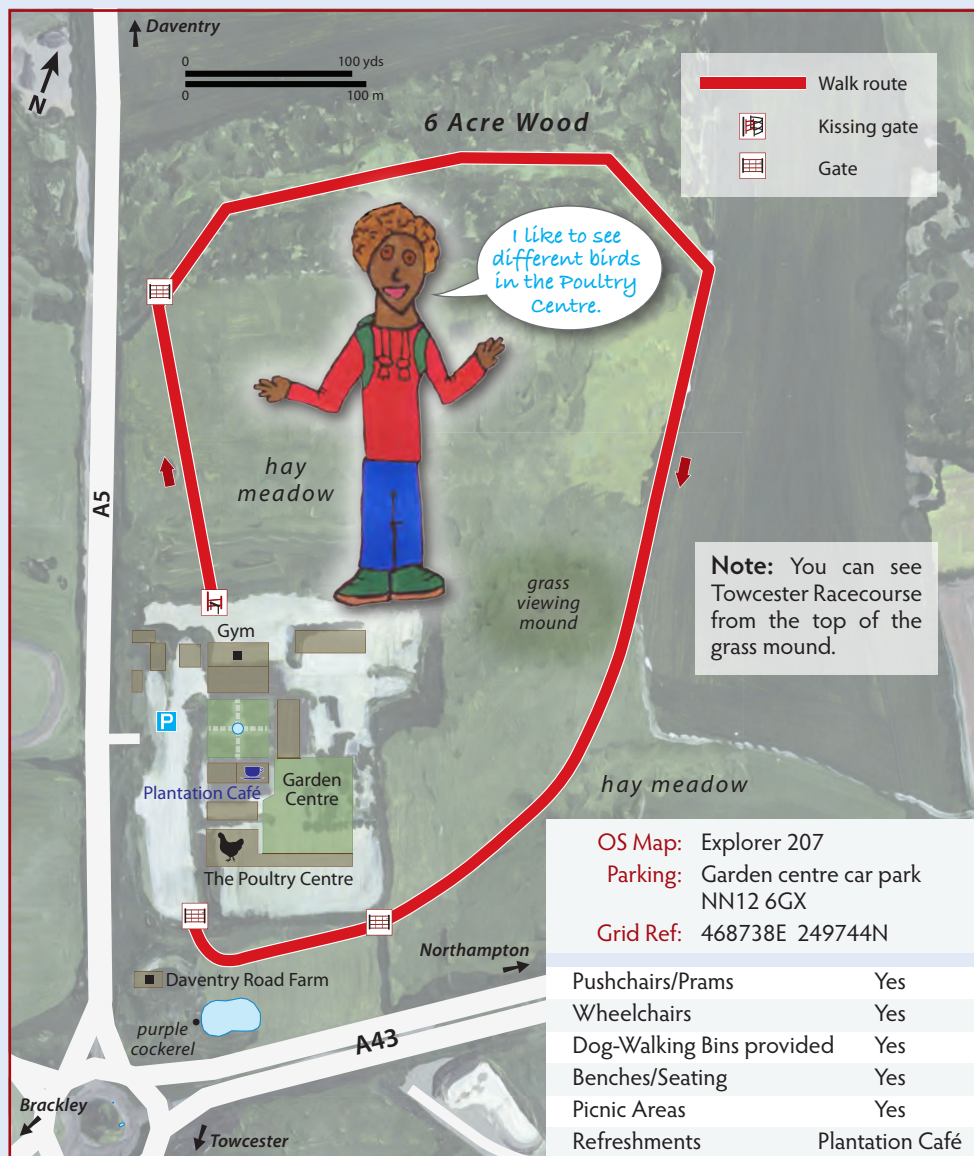 Daventry
0 100 yds
0 100 m
N
6 Acre Wood
Walk route
Kissing gate
Gate
I like to see
different birds
in the Poultry
Centre.
A5
hay
meadow
grass
viewing
mound
Note: You can see
Towcester Racecourse
from the top of the
grass mound.
Gym
P
Plantation Café
Garden
Centre
The Poultry Centre
hay meadow
OS Map: Explorer 207
Parking: Garden centre car park
NN12 6GX
Grid Ref: 468738E 249744N
Northampton
Daventry Road Farm
purple
cockerel
A43
Brackley
Towcester
Pushchairs/Prams Yes
Wheelchairs Yes
Dog-Walking Bins provided Yes
Benches/Seating Yes
Picnic Areas Yes
Refreshments Plantation Café